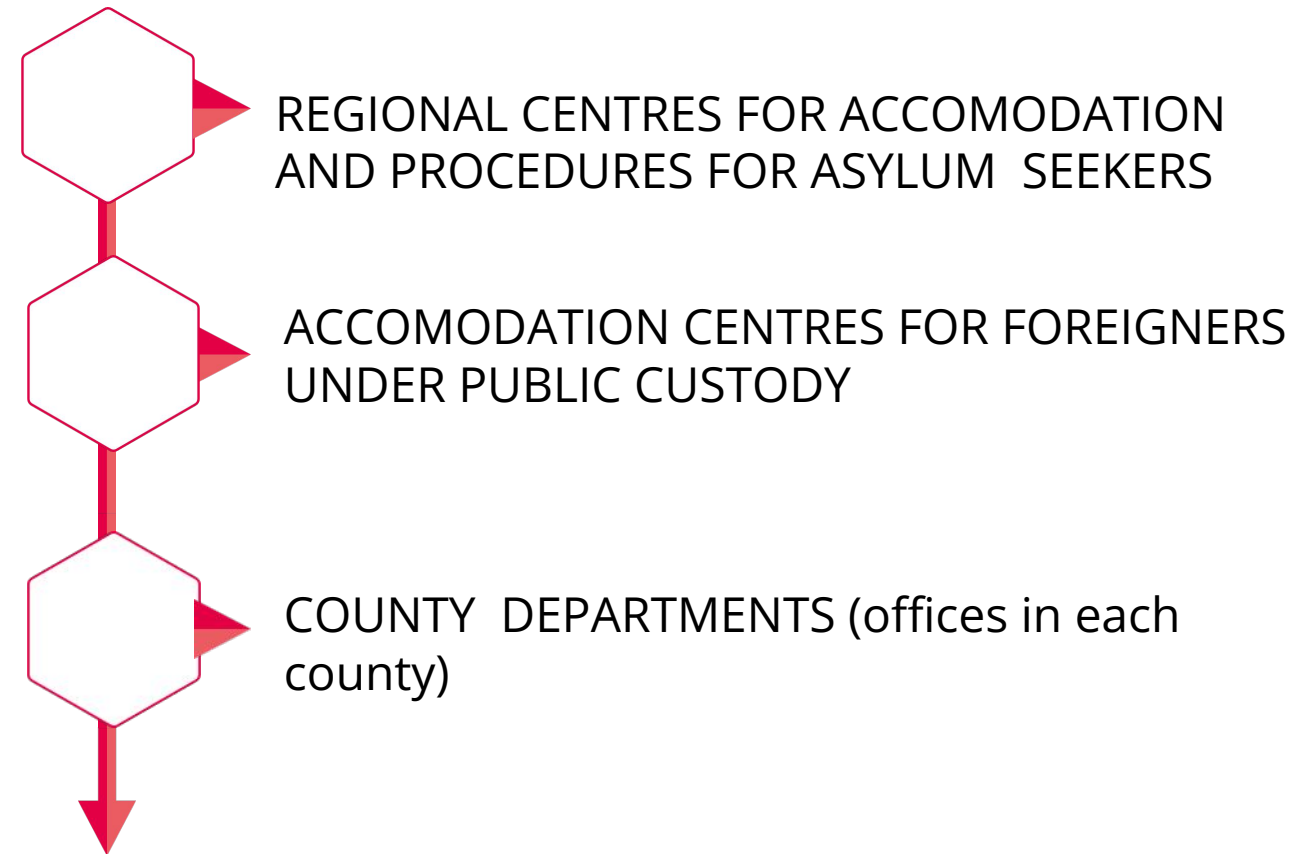 REGIONAL CENTRES FOR ACCOMODATION
AND PROCEDURES FOR ASYLUM  SEEKERS
ACCOMODATION CENTRES FOR FOREIGNERS
UNDER PUBLIC CUSTODY
COUNTY  DEPARTMENTS (offices in each
county)